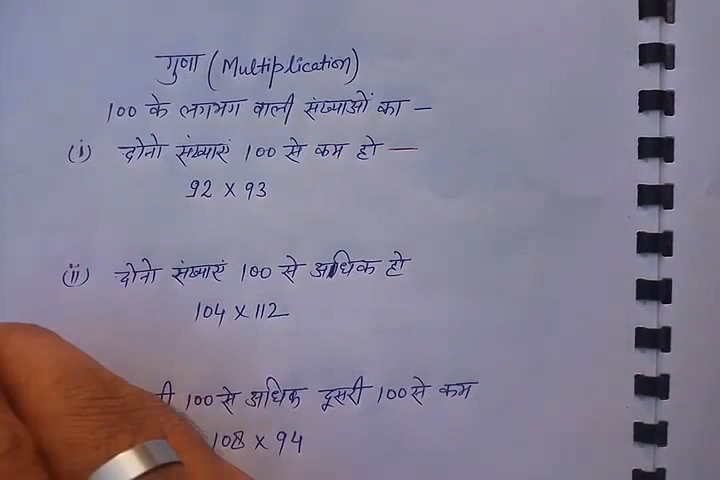 गुणा (Multiplication)
100 के लगभग वाली संख्याओं का —
(i) दोनो संख्याएं 100 से कम हो —
92 × 93
(ii) दोनो संख्याएं 100 से अधिक हो
104 × 112
100 से अधिक दूसरी 100 से कम
108 × 94